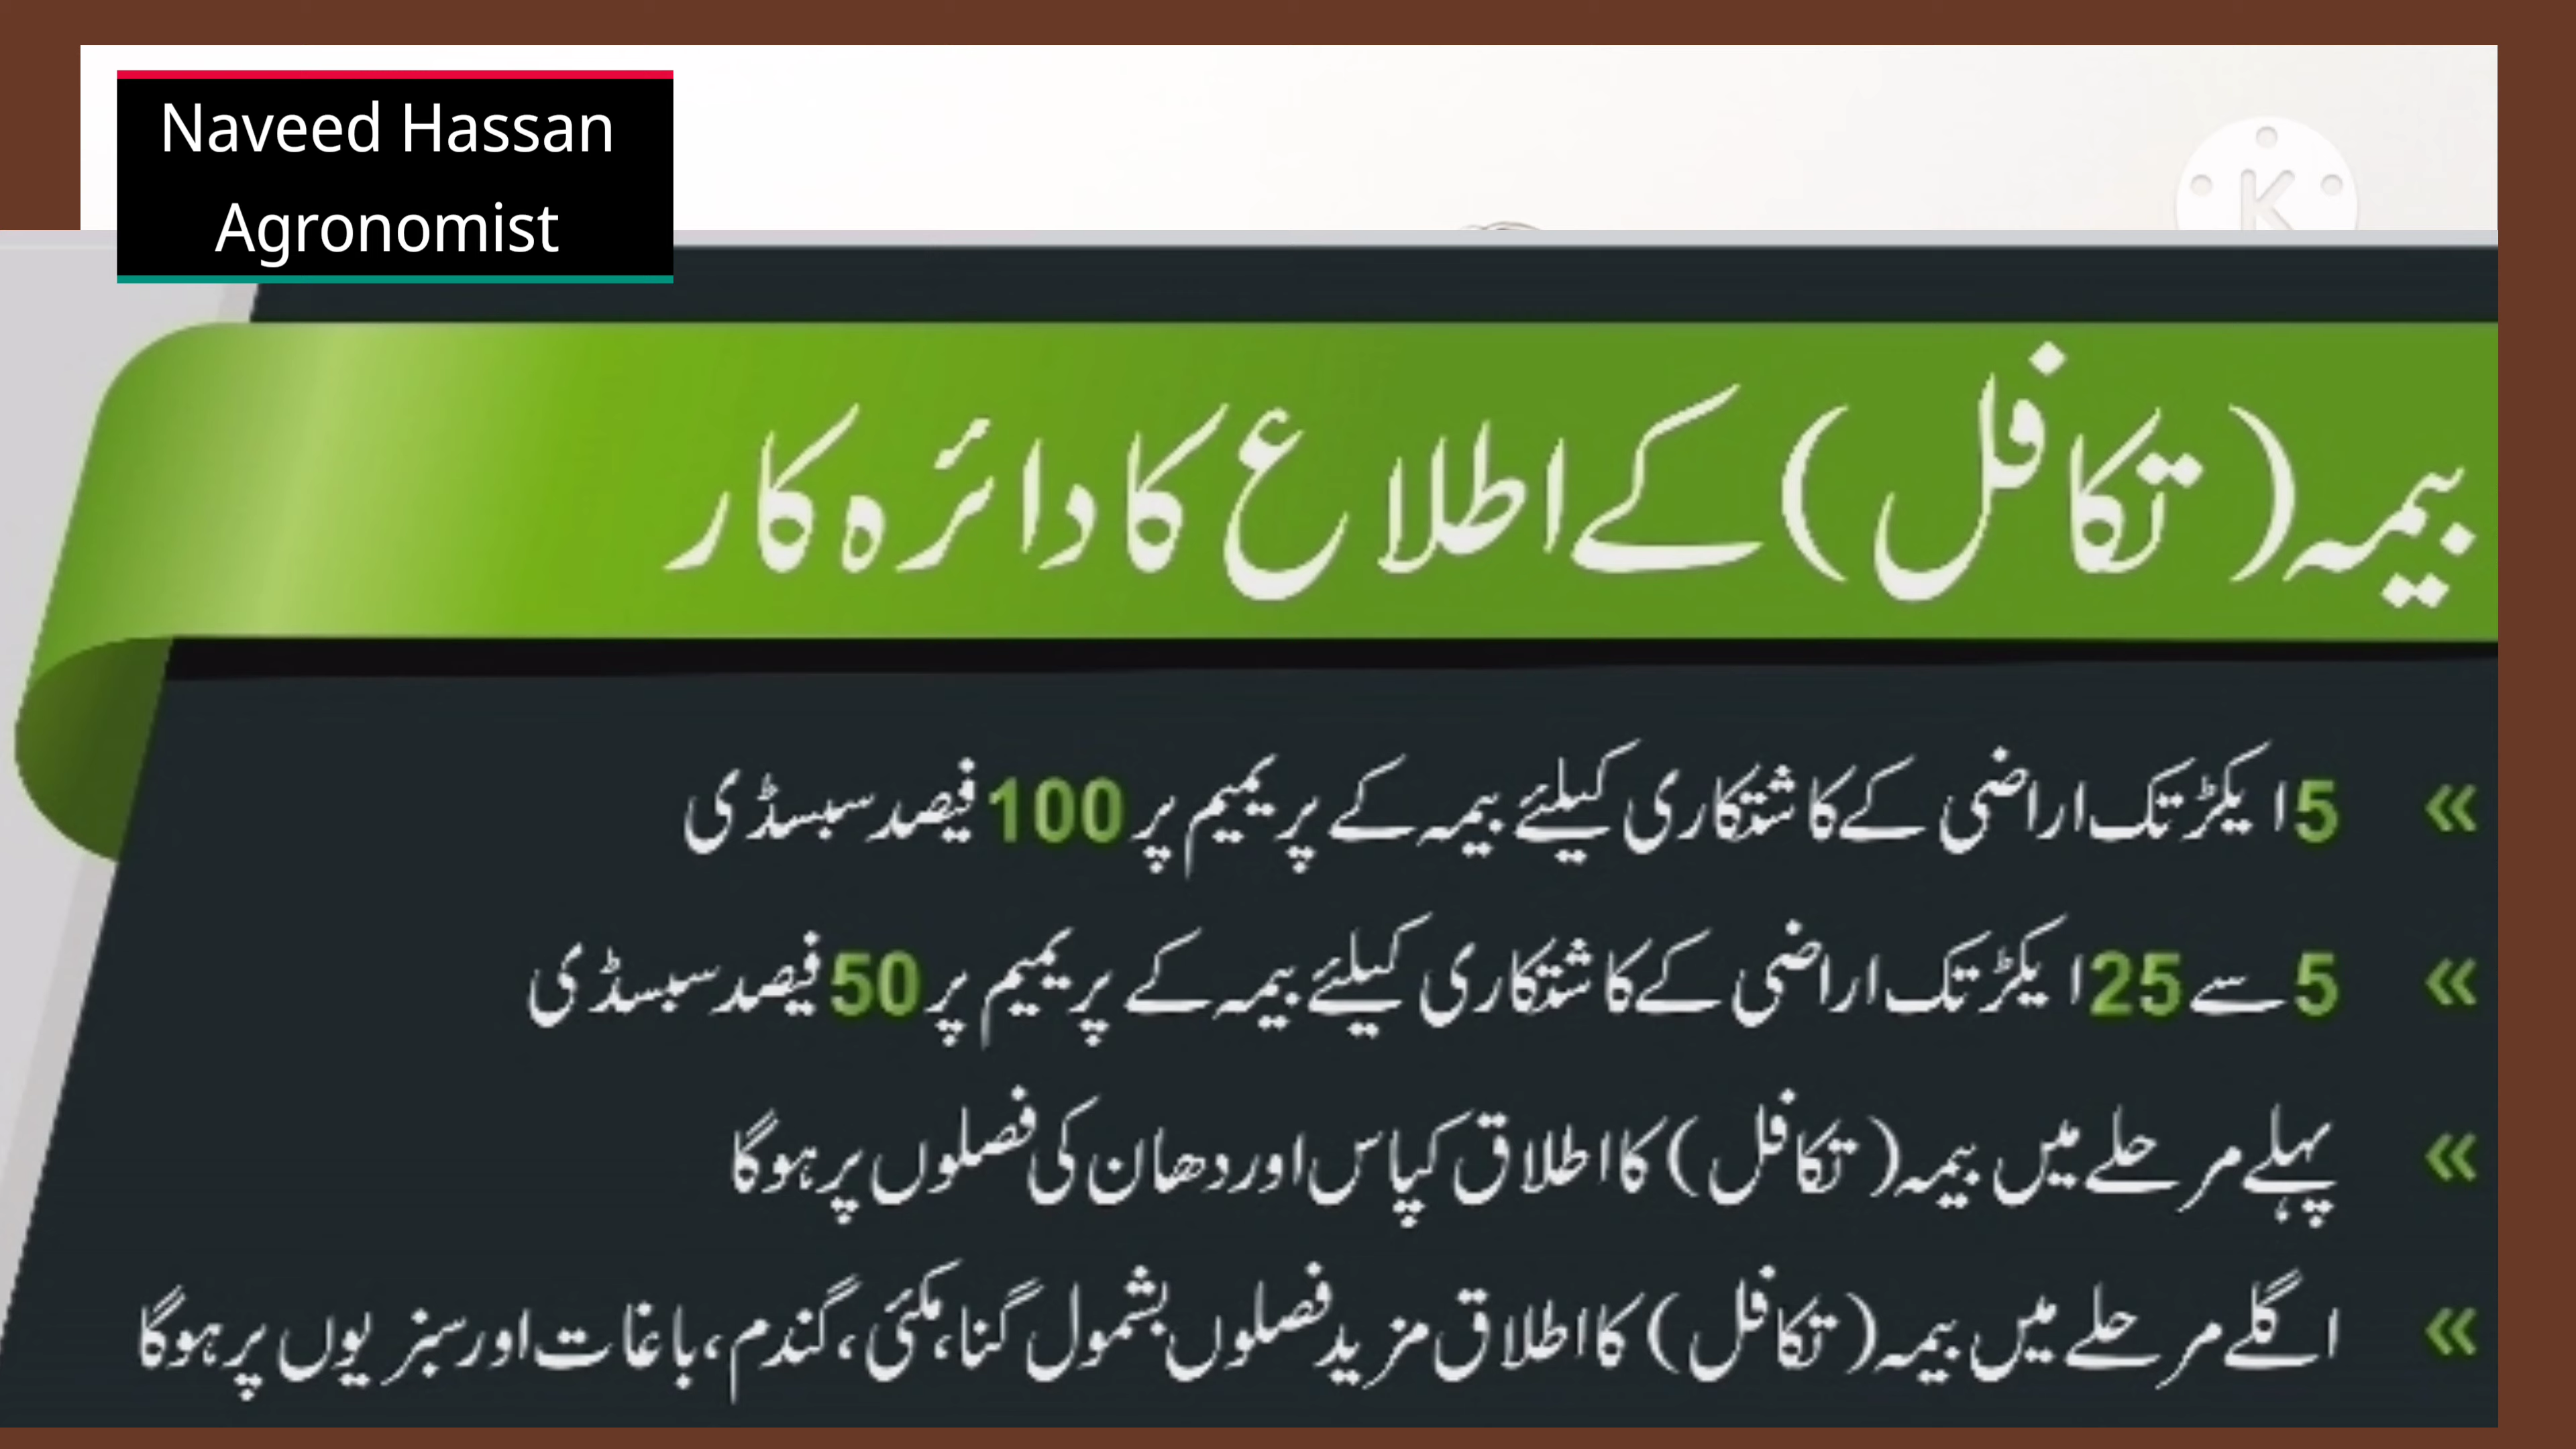 Naveed Hassan
Agronomist
K
بیمہ (تکافل) کے اطلاع کا دائرہ کار
5 ایکڑ تک اراضی کے کاشتکاری کیلئے بیمہ کے پریمیم پر 100 فیصد سبسڈی
5 سے 25 ایکڑ تک اراضی کے کاشتکاری کیلئے بیمہ کے پریمیم پر 50 فیصد سبسڈی
پہلے مرحلے میں بیمہ (تکافل) کا اطلاق کپاس اور دھان کی فصلوں پر ہوگا
اگلے مرحلے میں بیمہ (تکافل) کا اطلاق مزید فصلوں بشمول گنا، مکئی، گندم، باغات اور سبزیوں پر ہوگا